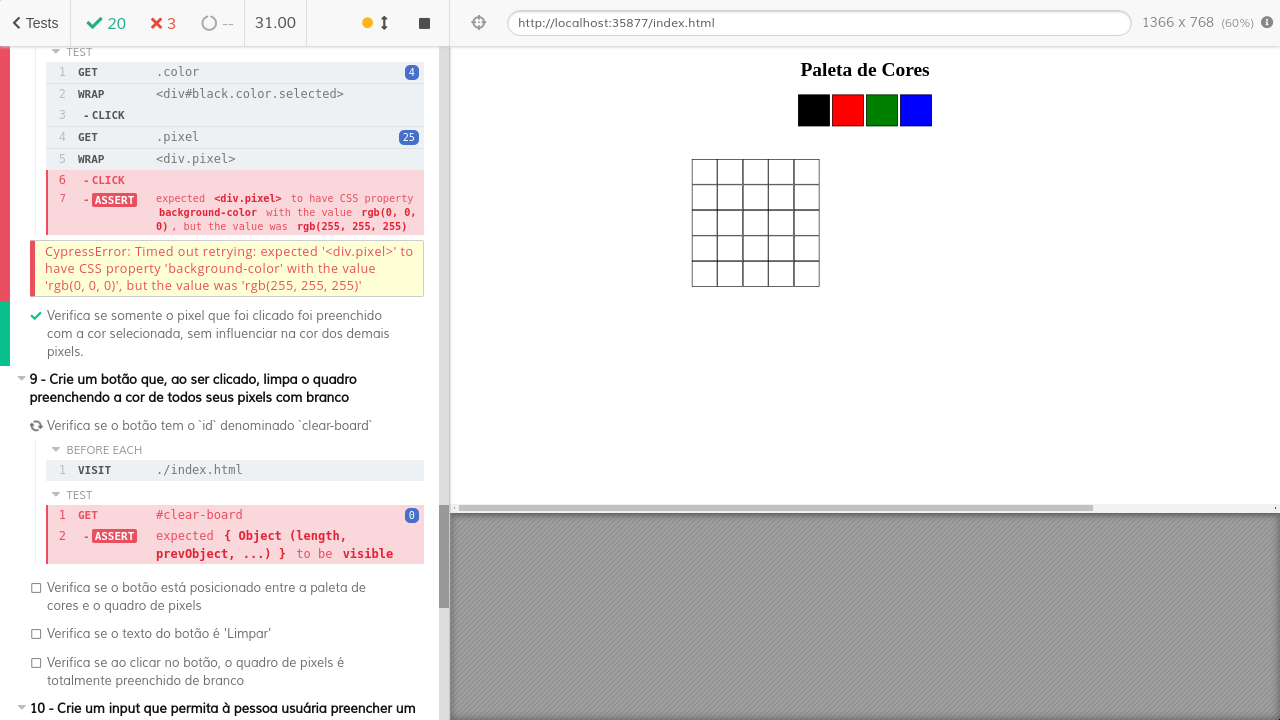 Tests 20 3 -- 31.00
http://localhost:35877/index.html 1366 x 768 (60%)
TEST
1 GET .color 4
2 WRAP <div#black.color.selected>
3 - CLICK
4 GET .pixel 25
5 WRAP <div.pixel>
6 - CLICK
7 - ASSERT expected <div.pixel> to have CSS property
background-color with the value rgb(0, 0,
0) , but the value was rgb(255, 255, 255)
CypressError: Timed out retrying: expected '<div.pixel>' to
have CSS property 'background-color' with the value
'rgb(0, 0, 0)', but the value was 'rgb(255, 255, 255)'
Verifica se somente o pixel que foi clicado foi preenchido
com a cor selecionada, sem influenciar na cor dos demais
pixels.
9 - Crie um botão que, ao ser clicado, limpa o quadro
preenchendo a cor de todos seus pixels com branco
Verifica se o botão tem o `id` denominado `clear-board`
BEFORE EACH
1 VISIT ./index.html
TEST
1 GET #clear-board 0
2 - ASSERT expected { Object (length,
prevObject, ...) } to be visible
Verifica se o botão está posicionado entre a paleta de
cores e o quadro de pixels
Verifica se o texto do botão é 'Limpar'
Verifica se ao clicar no botão, o quadro de pixels é
totalmente preenchido de branco
10 - Crie um input que permita à pessoa usuária preencher um
Paleta de Cores